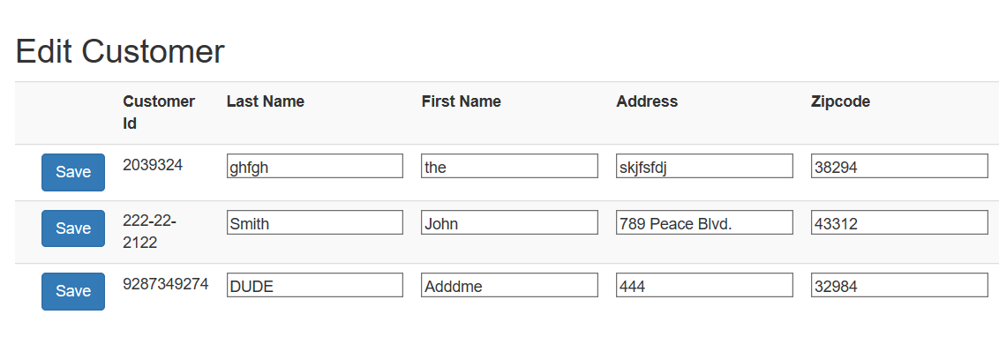 Edit Customer
Customer Id Last Name First Name Address Zipcode
Save 2039324 ghfgh the skjfsfdj 38294
Save 222-22-2122 Smith John 789 Peace Blvd. 43312
Save 9287349274 DUDE Adddme 444 32984